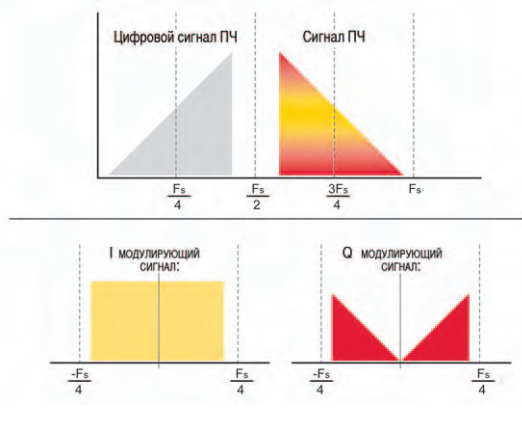 Цифровой сигнал ПЧ Сигнал ПЧ
Fs Fs 3Fs Fs
4 2 4
I МОДУЛИРУЮЩИЙ Q МОДУЛИРУЮЩИЙ
СИГНАЛ: СИГНАЛ:
-Fs Fs -Fs Fs
4 4 4 4